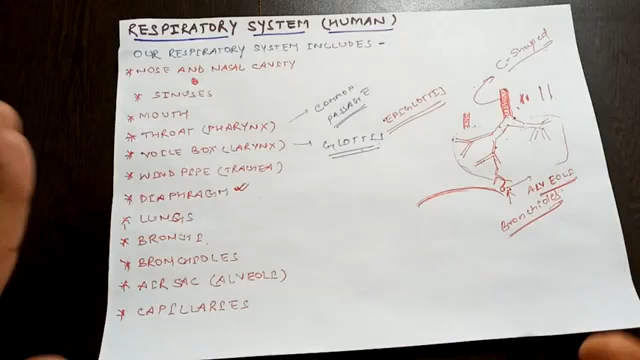 RESPIRATORY SYSTEM (HUMAN)
OUR RESPIRATORY SYSTEM INCLUDES -
* NOSE AND NASAL CAVITY
* SINUSES
* MOUTH
* THROAT (PHARYNX)
COMMON PASSAGE
* VOICE BOX (LARYNX)
GLOTTIS
EPIGLOTTIS
* WIND PIPE (TRACHEA)
* DIAPHRAGM
* LUNGS
* BRONCHI
* BRONCHIOLES
* AIR SAC (ALVEOLI)
* CAPILLARIES
C-Shaped
ALVEOLI
Bronchioles